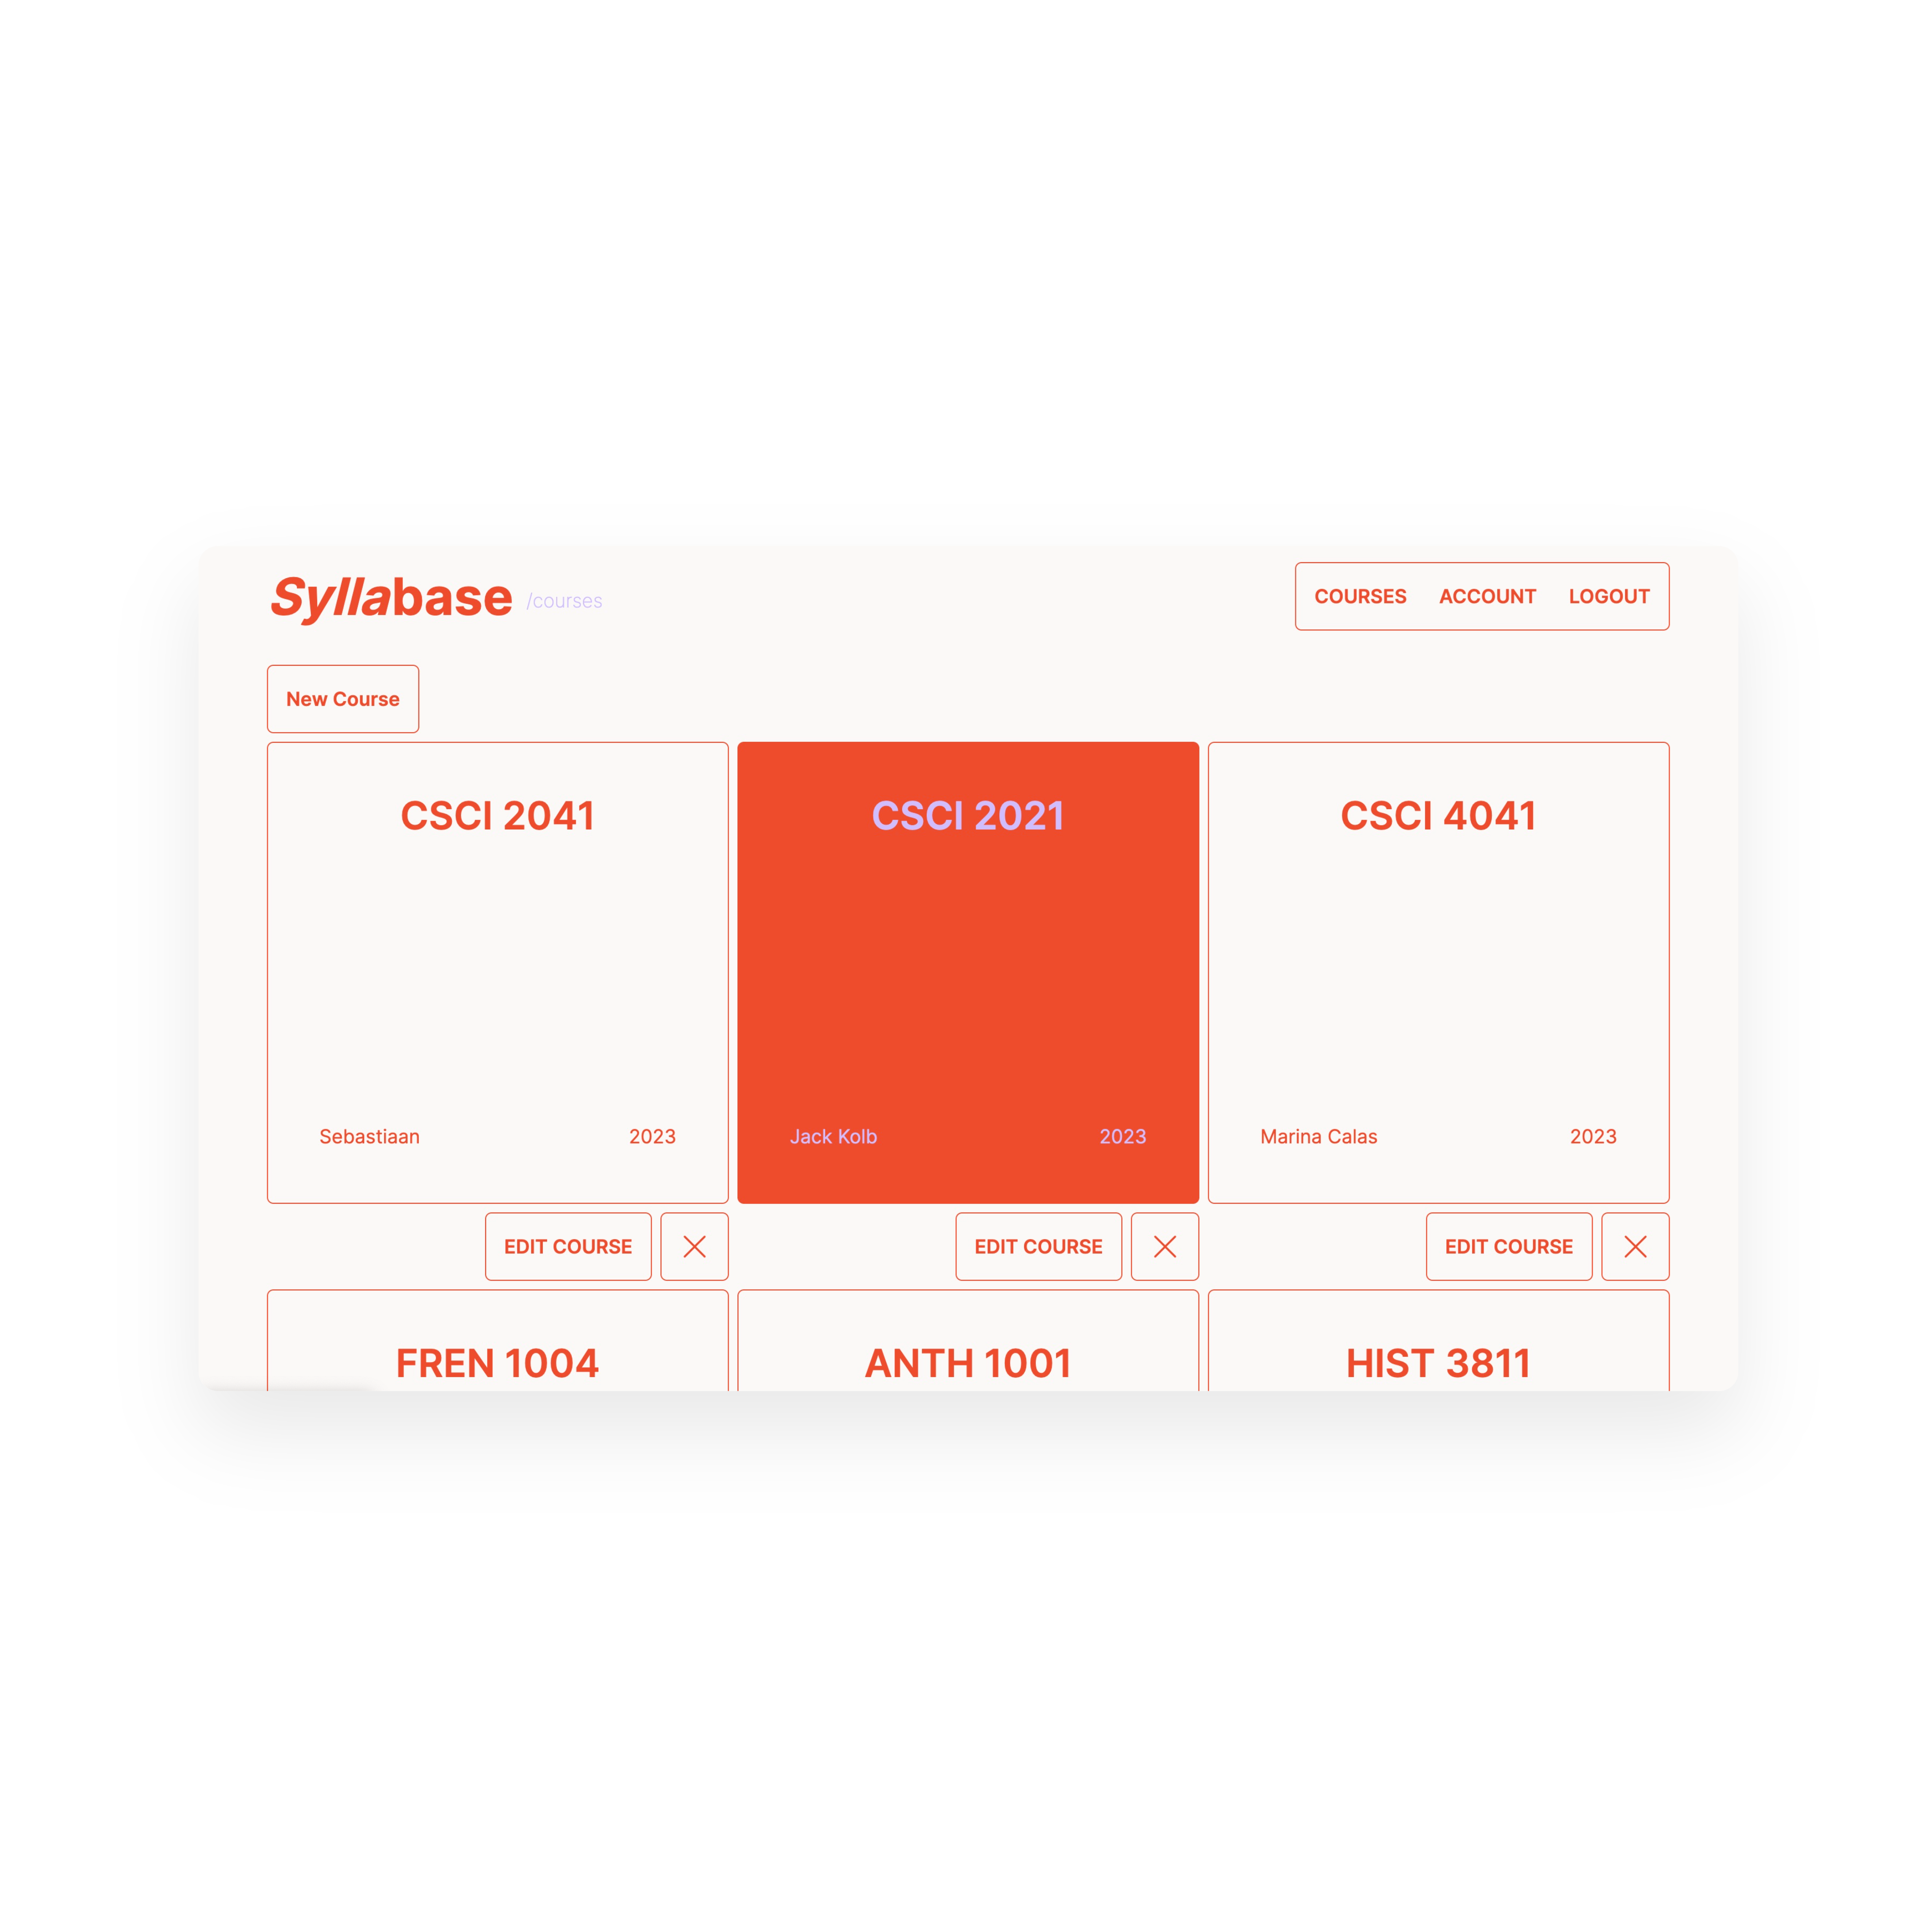 Syllabase /courses
COURSES ACCOUNT LOGOUT
New Course
CSCI 2041
Sebastiaan 2023
EDIT COURSE
CSCI 2021
Jack Kolb 2023
EDIT COURSE
CSCI 4041
Marina Calas 2023
EDIT COURSE
FREN 1004
ANTH 1001
HIST 3811